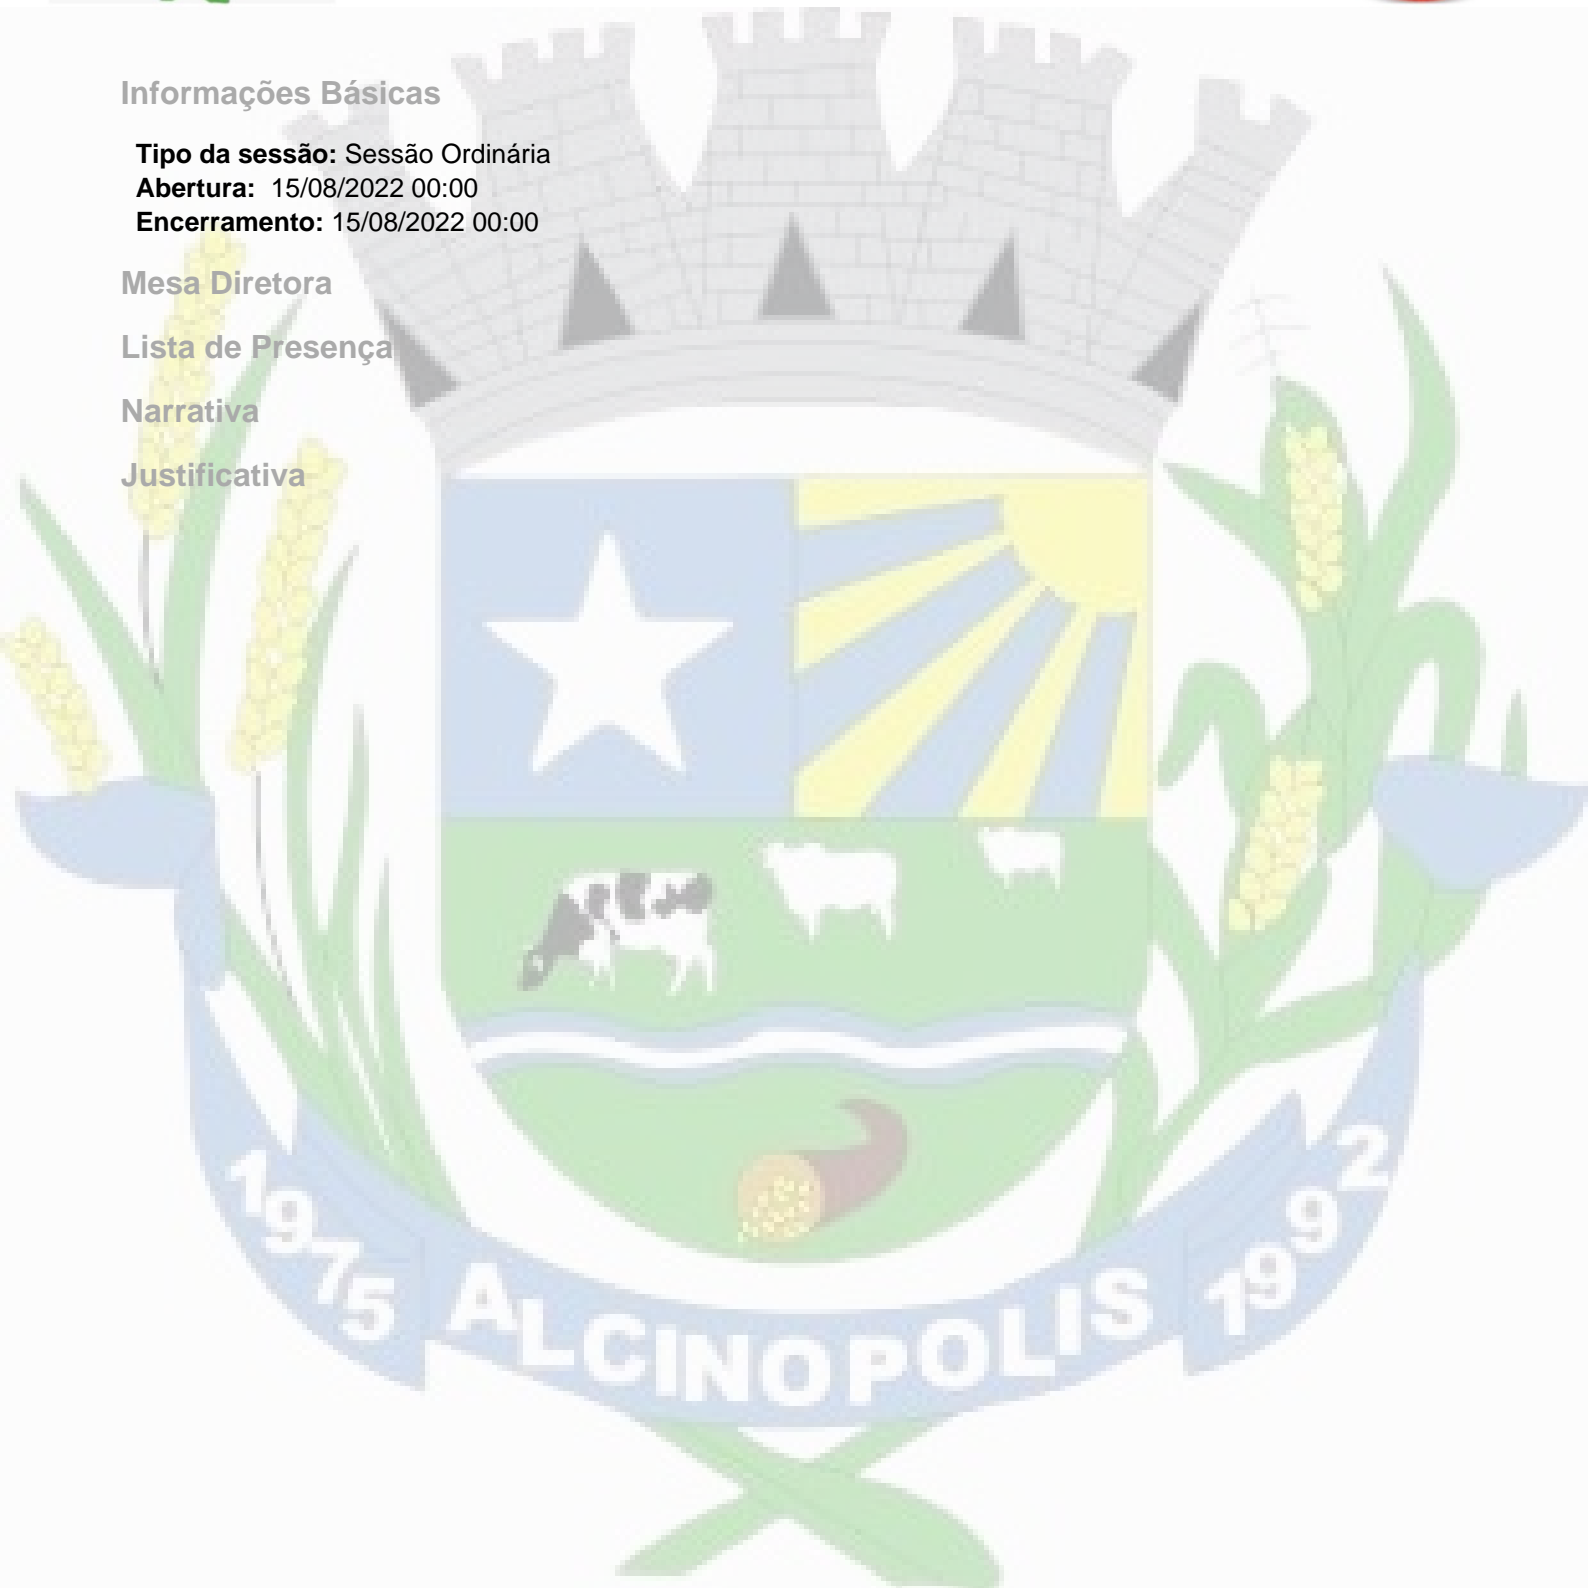 Informações Básicas
Tipo da sessão: Sessão Ordinária
Abertura: 15/08/2022 00:00
Encerramento: 15/08/2022 00:00
Mesa Diretora
Lista de Presença
Narrativa
Justificativa
1975 ALCINOPOLIS 1992